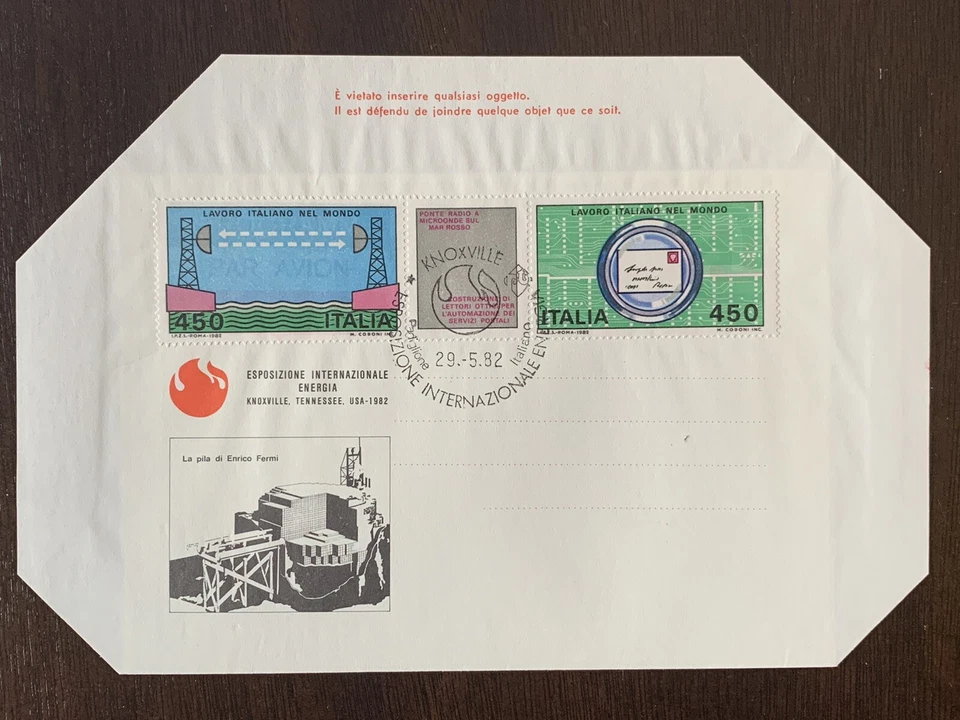 È vietato inserire qualsiasi oggetto.
Il est défendu de joindre quelque objet que ce soit.
LAVORO ITALIANO NEL MONDO
PAR AVION
450 ITALIA
I.P.Z.S.-ROMA-1982 M. CODONI INC.
PONTE RADIO A
MICROONDE SUL
MAR ROSSO
COSTRUZIONE DI
LETTORI OTTICI PER
L'AUTOMAZIONE DEI
SERVIZI POSTALI
LAVORO ITALIANO NEL MONDO
ITALIA 450
I.P.Z.S.-ROMA-1982 M. CODONI INC.
KNOXVILLE
Padiglione 29.-5.82 Italiano
ESPOSIZIONE INTERNAZIONALE ENERGIA
ESPOSIZIONE INTERNAZIONALE
ENERGIA
KNOXVILLE, TENNESSEE, USA-1982
La pila di Enrico Fermi